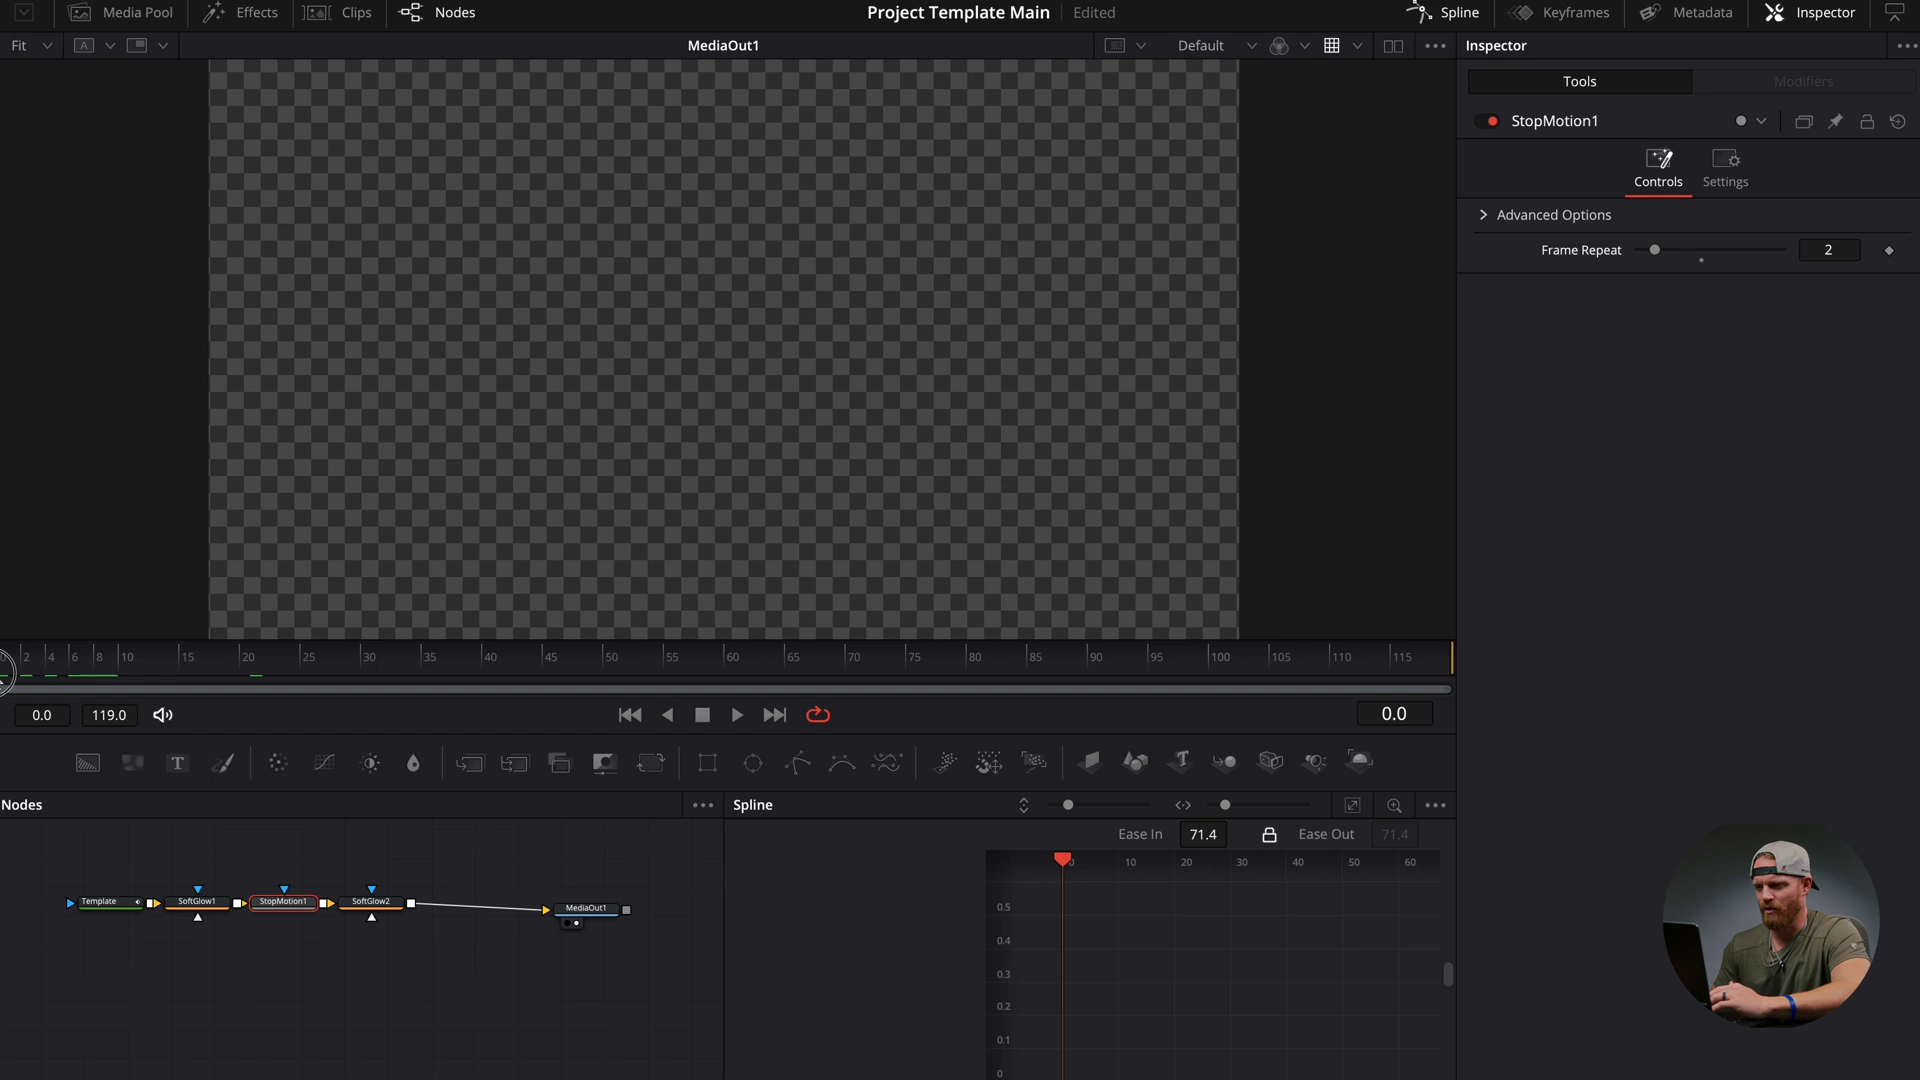 Media Pool
Effects
Clips
Nodes
Project Template Main
Edited
Spline
Keyframes
Metadata
Inspector
Fit
A
MediaOut1
Default
Inspector
Tools
Modifiers
StopMotion1
Controls
Settings
Advanced Options
Frame Repeat
2
0 2 4 6 8 10 15 20 25 30 35 40 45 50 55 60 65 70 75 80 85 90 95 100 105 110 115
0.0
119.0
0.0
T
T
Nodes
Spline
Ease In
71.4
Ease Out
71.4
0 10 20 30 40 50 60
0.5
0.4
0.3
0.2
0.1
0
Template
SoftGlow1
StopMotion1
SoftGlow2
MediaOut1